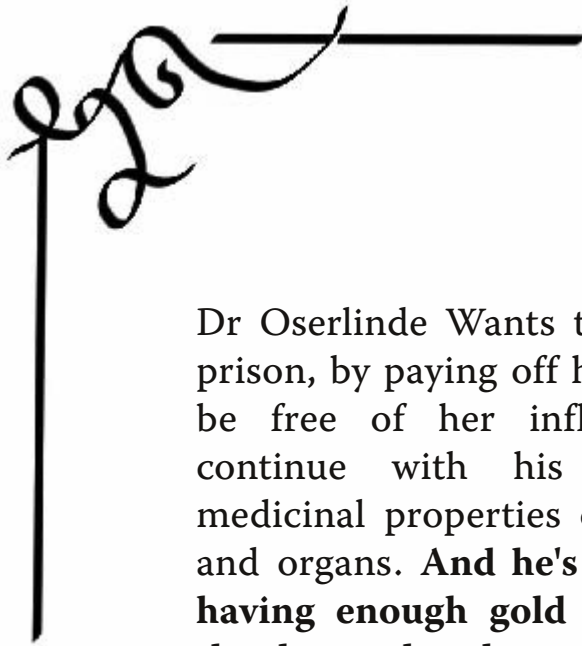 Dr Oserlinde Wants
prison, by paying off
be free of her
continue with his
medicinal properties
and organs. And he's
having enough gold